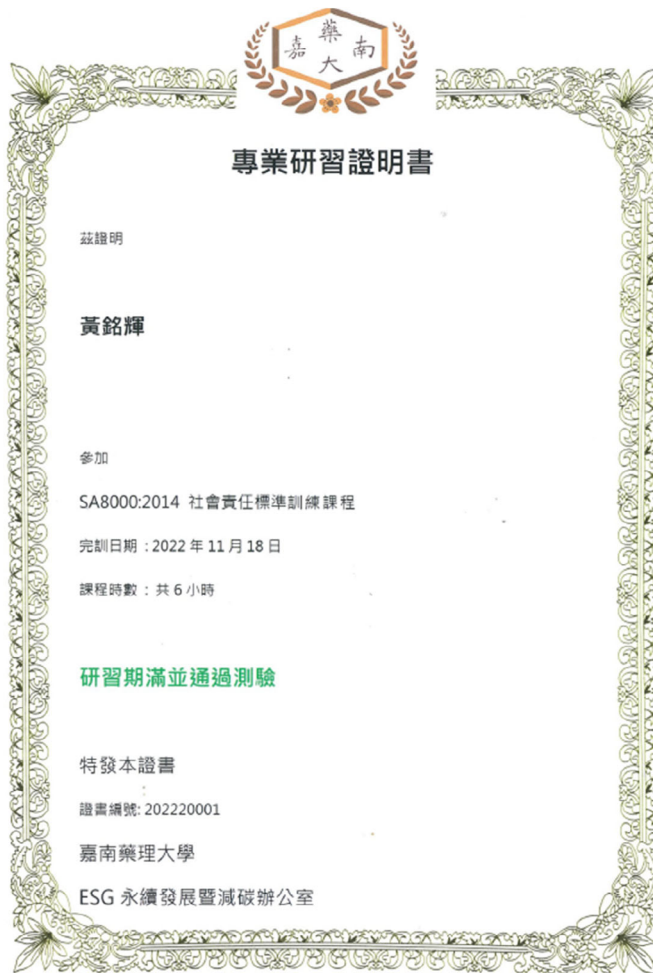 嘉藥南大
專業研習證明書
茲證明
黃銘輝
參加
SA8000:2014 社會責任標準訓練課程
完訓日期：2022 年 11 月 18 日
課程時數：共 6 小時
研習期滿並通過測驗
特發本證書
證書編號: 202220001
嘉南藥理大學
ESG 永續發展暨減碳辦公室